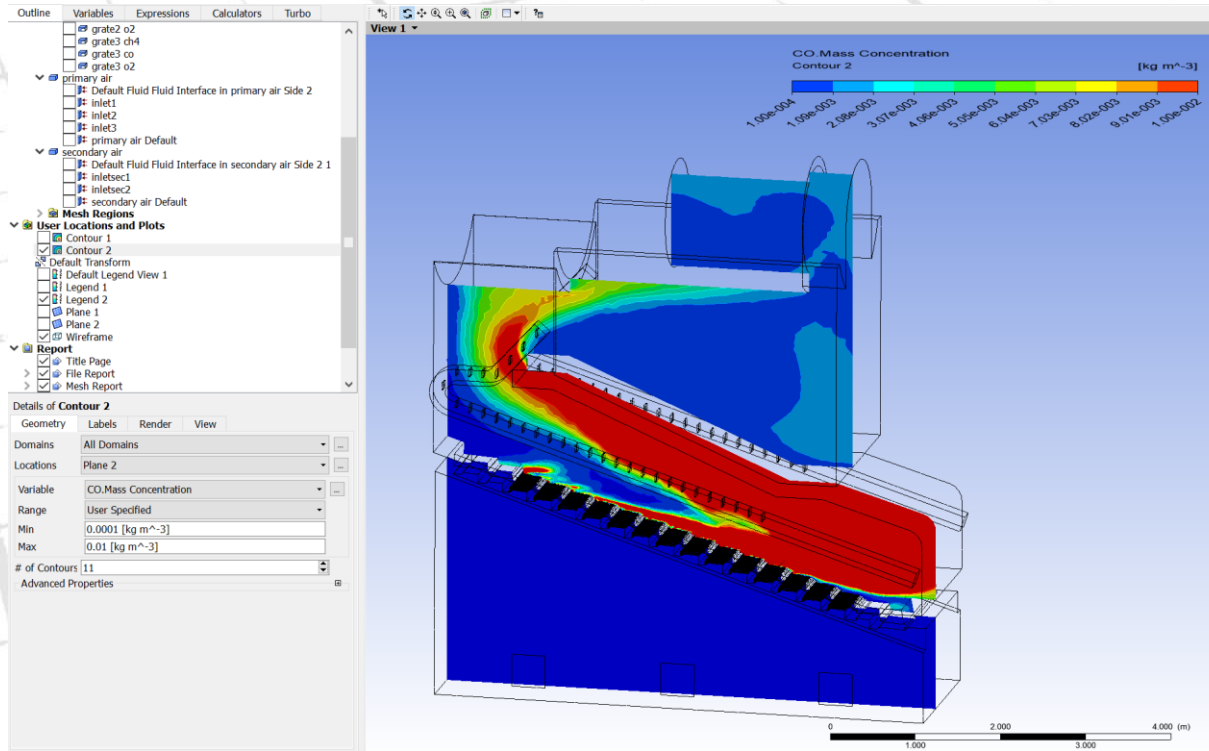 Outline Variables Expressions Calculators Turbo
grate2 o2
grate3 ch4
grate3 co
grate3 o2
primary air
Default Fluid Fluid Interface in primary air Side 2
inlet1
inlet2
inlet3
primary air Default
secondary air
Default Fluid Fluid Interface in secondary air Side 2 1
inletsec1
inletsec2
secondary air Default
Mesh Regions
User Locations and Plots
Contour 1
Contour 2
Default Transform
Default Legend View 1
Legend 1
Legend 2
Plane 1
Plane 2
Wireframe
Report
Title Page
File Report
Mesh Report
Details of Contour 2
Geometry Labels Render View
Domains All Domains ...
Locations Plane 2 ...
Variable CO.Mass Concentration ...
Range User Specified
Min 0.0001 [kg m^-3]
Max 0.01 [kg m^-3]
# of Contours 11
Advanced Properties
View 1
CO.Mass Concentration
Contour 2 [kg m^-3]
1.00e-004 1.09e-003 2.08e-003 3.07e-003 4.06e-003 5.05e-003 6.04e-003 7.03e-003 8.02e-003 9.01e-003 1.00e-002
0 2.000 4.000 (m)
1.000 3.000